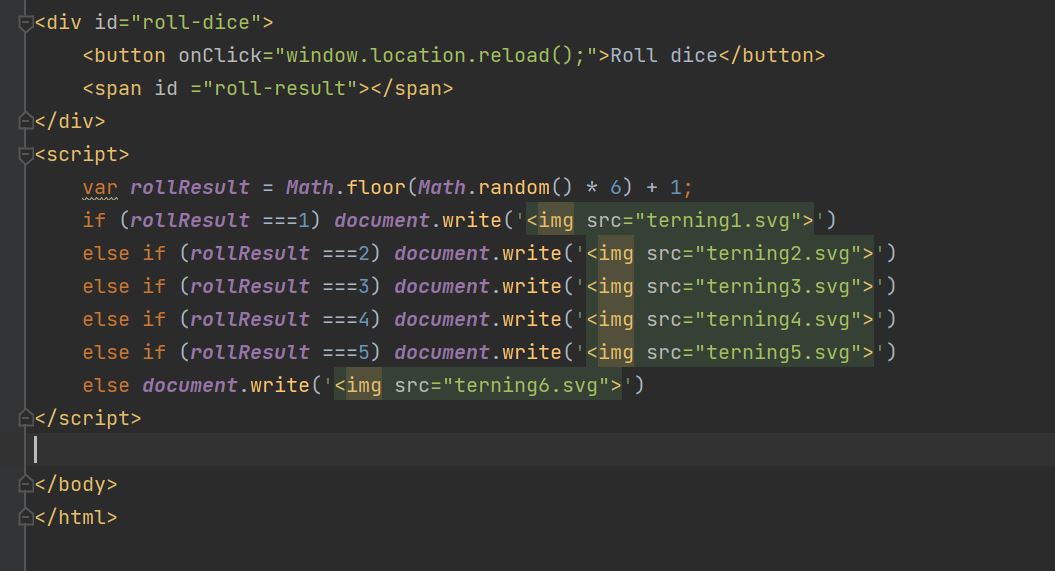 <div id="roll-dice">
    <button onClick="window.location.reload();">Roll dice</button>
    <span id ="roll-result"></span>
</div>
<script>
    var rollResult = Math.floor(Math.random() * 6) + 1;
    if (rollResult ===1) document.write('<img src="terning1.svg">')
    else if (rollResult ===2) document.write('<img src="terning2.svg">')
    else if (rollResult ===3) document.write('<img src="terning3.svg">')
    else if (rollResult ===4) document.write('<img src="terning4.svg">')
    else if (rollResult ===5) document.write('<img src="terning5.svg">')
    else document.write('<img src="terning6.svg">')
</script>
</body>
</html>